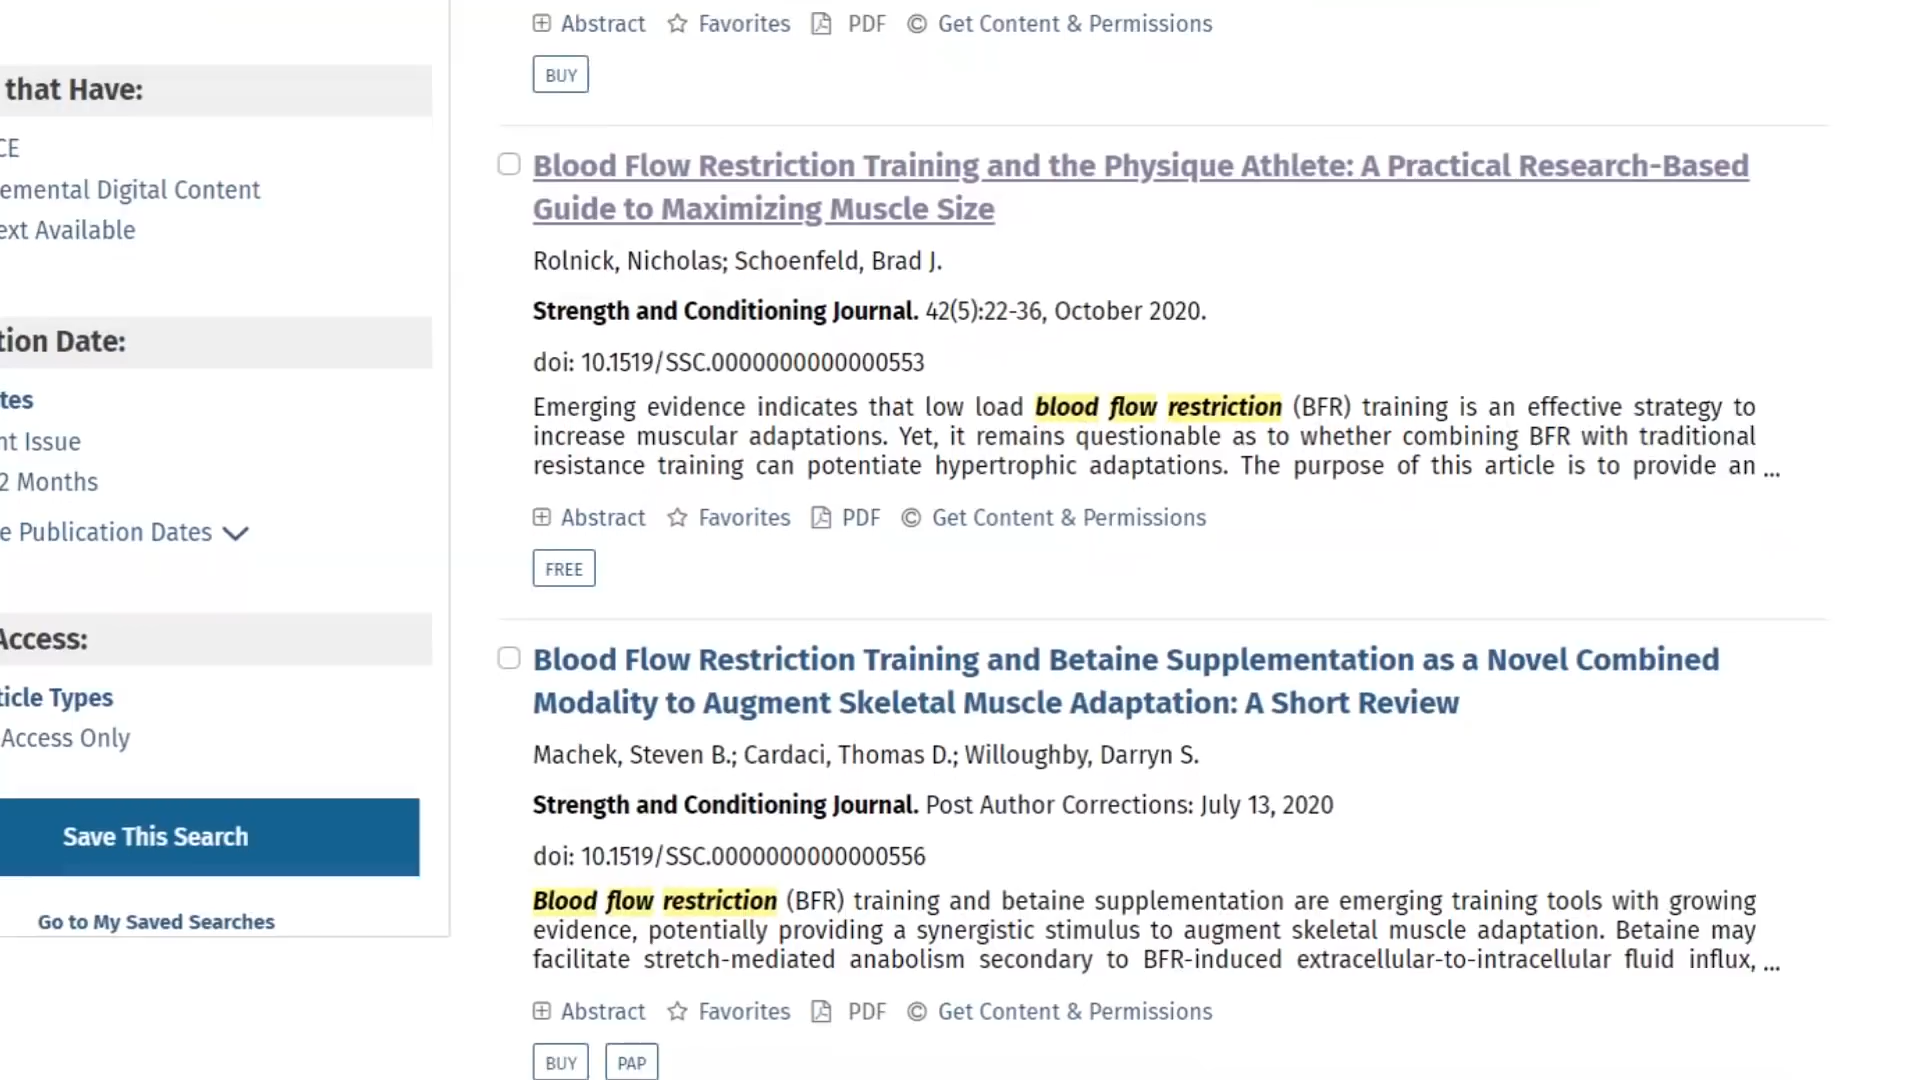 Abstract Favorites PDF Get Content & Permissions
BUY
that Have:
CE
emental Digital Content
ext Available
tion Date:
tes
nt Issue
2 Months
e Publication Dates
Access:
ticle Types
Access Only
Save This Search
Go to My Saved Searches
Blood Flow Restriction Training and the Physique Athlete: A Practical Research-Based
Guide to Maximizing Muscle Size
Rolnick, Nicholas; Schoenfeld, Brad J.
Strength and Conditioning Journal. 42(5):22-36, October 2020.
doi: 10.1519/SSC.0000000000000553
Emerging evidence indicates that low load blood flow restriction (BFR) training is an effective strategy to
increase muscular adaptations. Yet, it remains questionable as to whether combining BFR with traditional
resistance training can potentiate hypertrophic adaptations. The purpose of this article is to provide an ...
Abstract Favorites PDF © Get Content & Permissions
FREE
Blood Flow Restriction Training and Betaine Supplementation as a Novel Combined
Modality to Augment Skeletal Muscle Adaptation: A Short Review
Machek, Steven B.; Cardaci, Thomas D.; Willoughby, Darryn S.
Strength and Conditioning Journal. Post Author Corrections: July 13, 2020
doi: 10.1519/SSC.0000000000000556
Blood flow restriction (BFR) training and betaine supplementation are emerging training tools with growing
evidence, potentially providing a synergistic stimulus to augment skeletal muscle adaptation. Betaine may
facilitate stretch-mediated anabolism secondary to BFR-induced extracellular-to-intracellular fluid influx, ...
Abstract Favorites PDF © Get Content & Permissions
BUY PAP